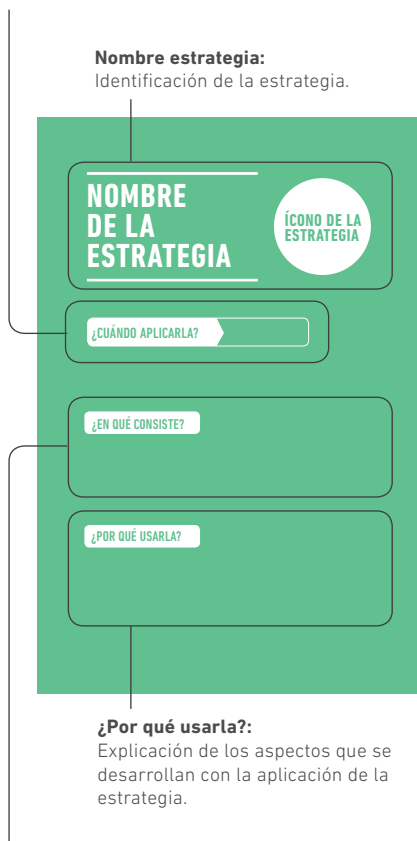 Nombre estrategia:
Identificación de la estrategia.
NOMBRE
DE LA
ESTRATEGIA
ÍCONO DE LA
ESTRATEGIA
¿CUÁNDO APLICARLA?
¿EN QUÉ CONSISTE?
¿POR QUÉ USARLA?
¿Por qué usarla?:
Explicación de los aspectos que se
desarrollan con la aplicación de la
estrategia.